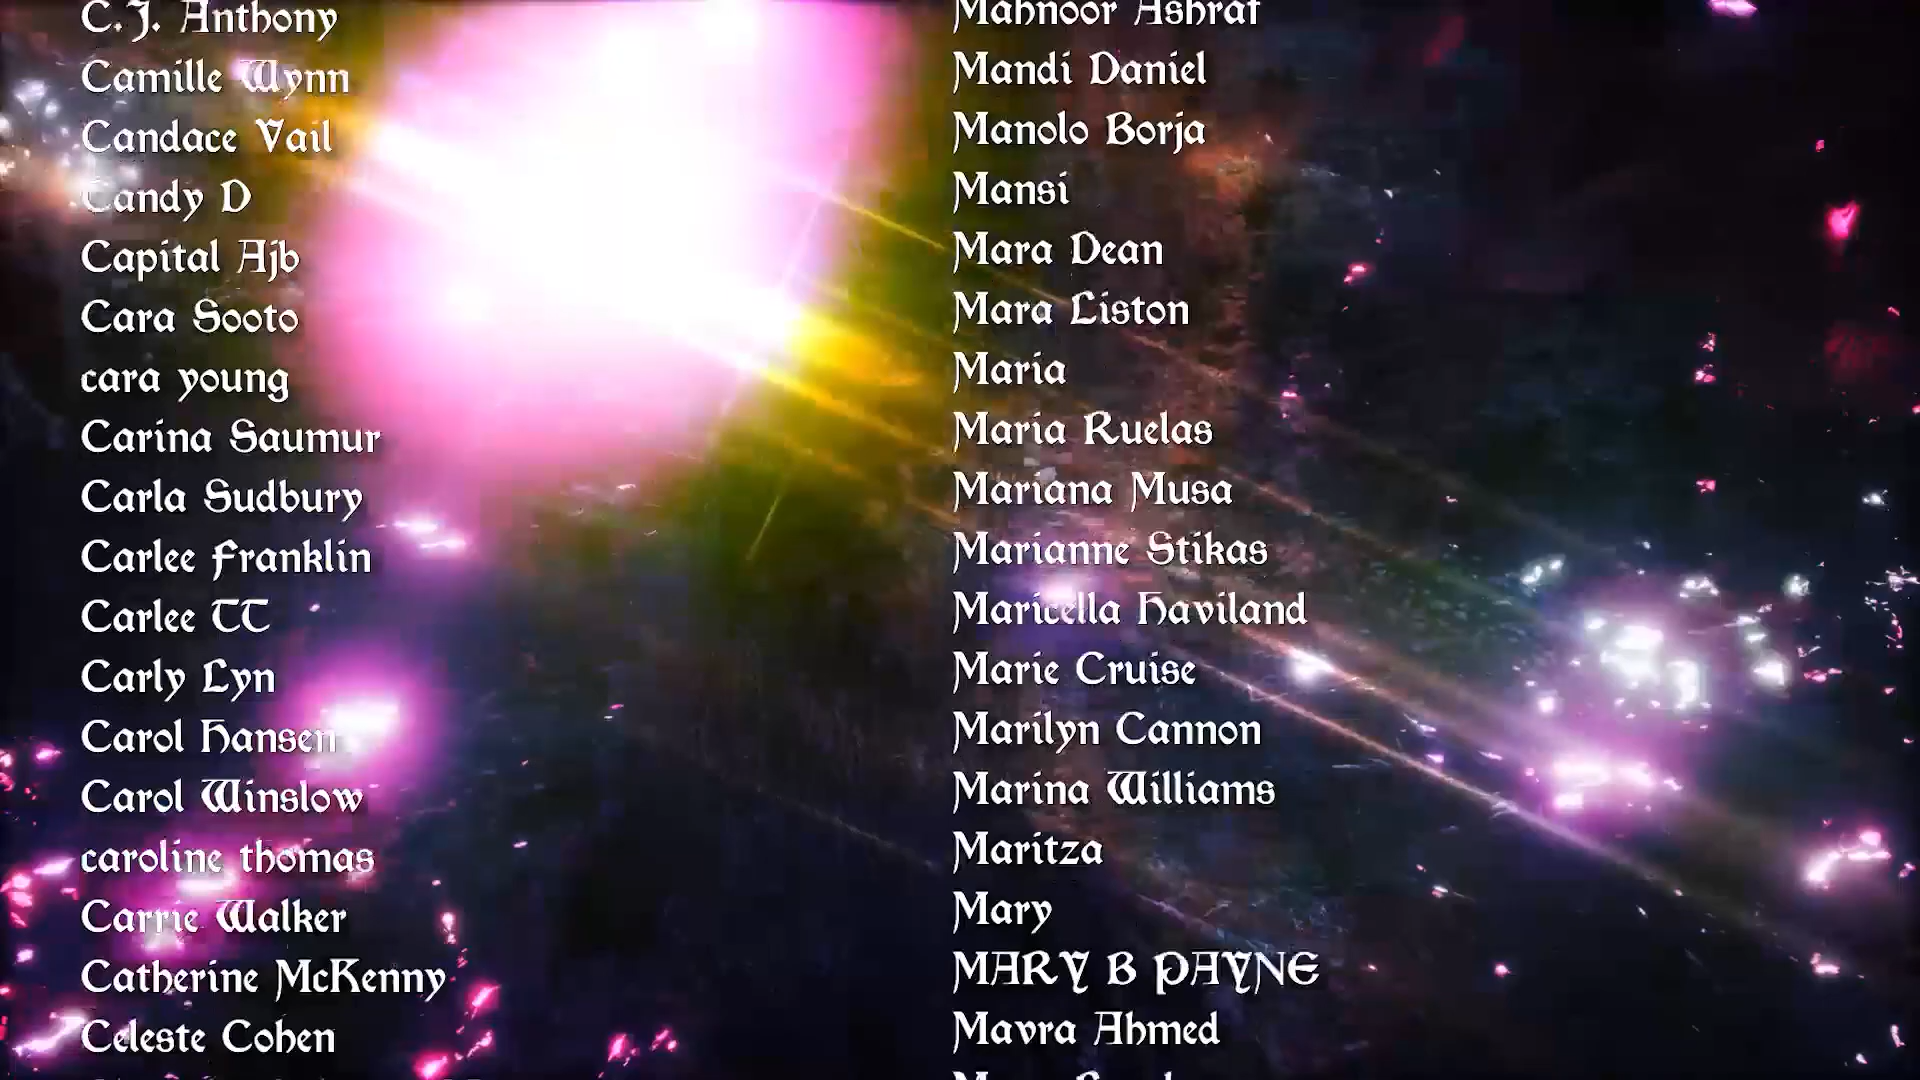 C.J. Anthony
Camille Wynn
Candace Vail
Candy D
Capital Ajb
Cara Sooto
cara young
Carina Saumur
Carla Sudbury
Carlee Franklin
Carlee TT
Carly Lyn
Carol Hansen
Carol Winslow
caroline thomas
Carrie Walker
Catherine McKenny
Celeste Cohen
Mahnoor Ashraf
Mandi Daniel
Manolo Borja
Mansi
Mara Dean
Mara Liston
Maria
Maria Ruelas
Mariana Musa
Marianne Stikas
Maricella Haviland
Marie Cruise
Marilyn Cannon
Marina Williams
Maritza
Mary
MARY B PAYNE
Mavra Ahmed